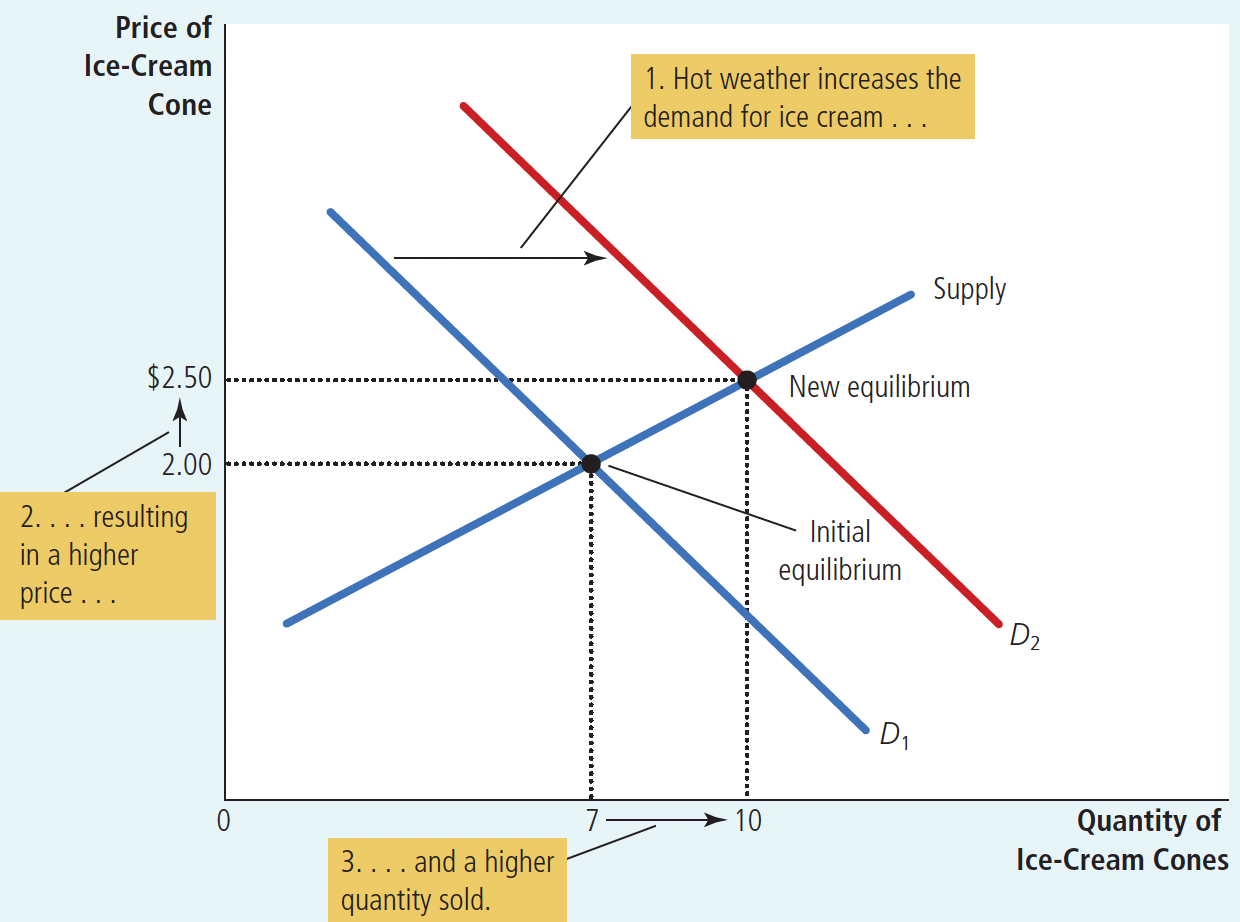 Price of
Ice-Cream
Cone
1. Hot weather increases the
demand for ice cream . . .
Supply
$2.50
New equilibrium
2.00
2. . . . resulting
in a higher
price . . .
Initial
equilibrium
D2
D1
0
7
10
Quantity of
Ice-Cream Cones
3. . . . and a higher
quantity sold.